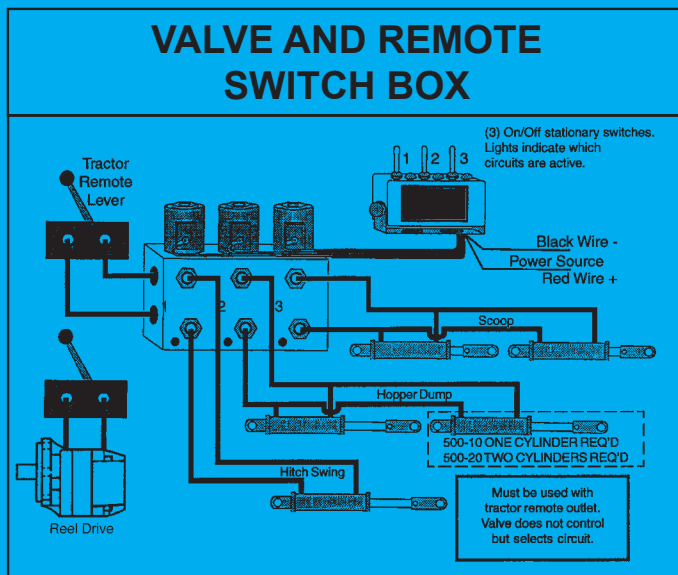 VALVE AND REMOTE
SWITCH BOX
(3) On/Off stationary switches.
Lights indicate which
circuits are active.
1 2 3
Tractor
Remote
Lever
Black Wire -
Power Source
Red Wire +
1 2 3
Scoop
Hopper Dump
500-10 ONE CYLINDER REQ'D
500-20 TWO CYLINDERS REQ'D
Hitch Swing
Must be used with
tractor remote outlet.
Valve does not control
but selects circuit.
Reel Drive